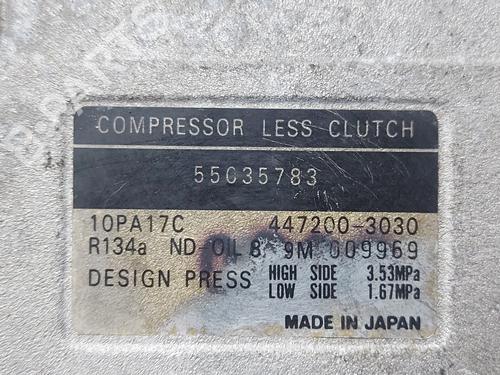 COMPRESSOR LESS CLUTCH
55035783
10PA17C 447200-3030
R134a ND-OIL 8 9M 009969
DESIGN PRESS HIGH SIDE 3.53MPa
LOW SIDE 1.67MPa
MADE IN JAPAN